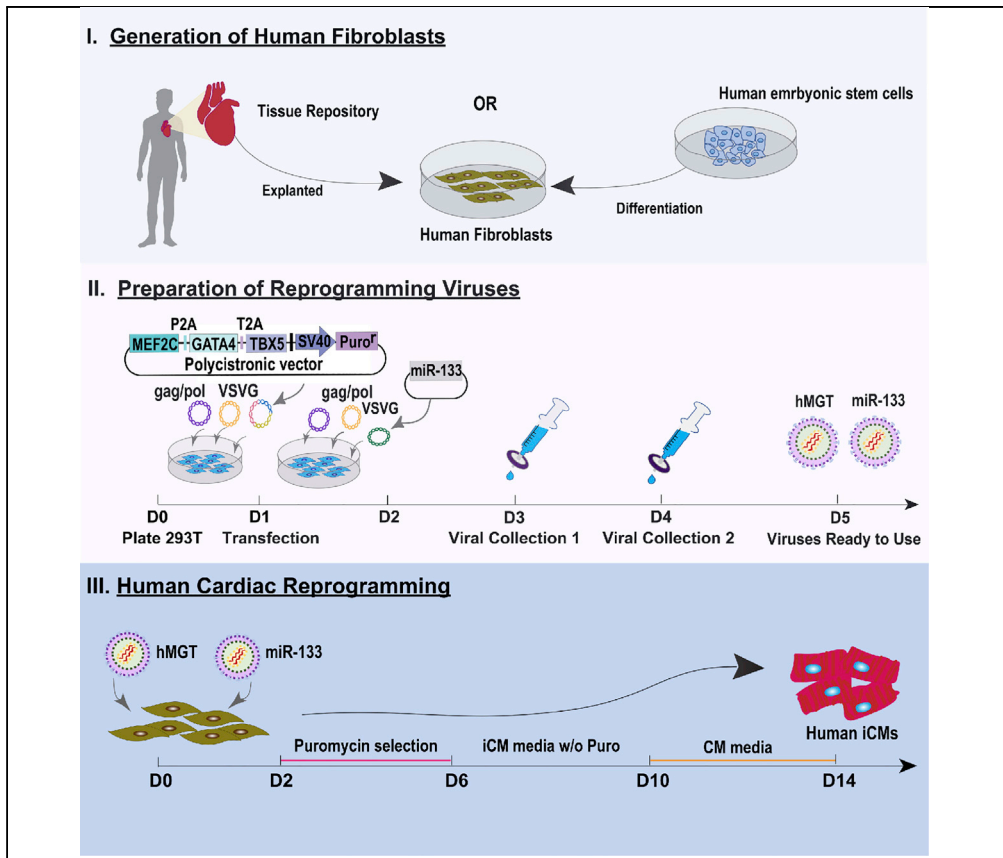 I. Generation of Human Fibroblasts
Tissue Repository
OR
Human emrbyonic stem cells
Explanted
Differentiation
Human Fibroblasts
II. Preparation of Reprogramming Viruses
P2A T2A
MEF2C GATA4 TBX5 SV40 Puroʳ
Polycistronic vector
miR-133
gag/pol VSVG
gag/pol VSVG
hMGT miR-133
D0 D1 D2 D3 D4 D5
Plate 293T Transfection Viral Collection 1 Viral Collection 2 Viruses Ready to Use
III. Human Cardiac Reprogramming
hMGT miR-133
Human iCMs
Puromycin selection iCM media w/o Puro CM media
D0 D2 D6 D10 D14